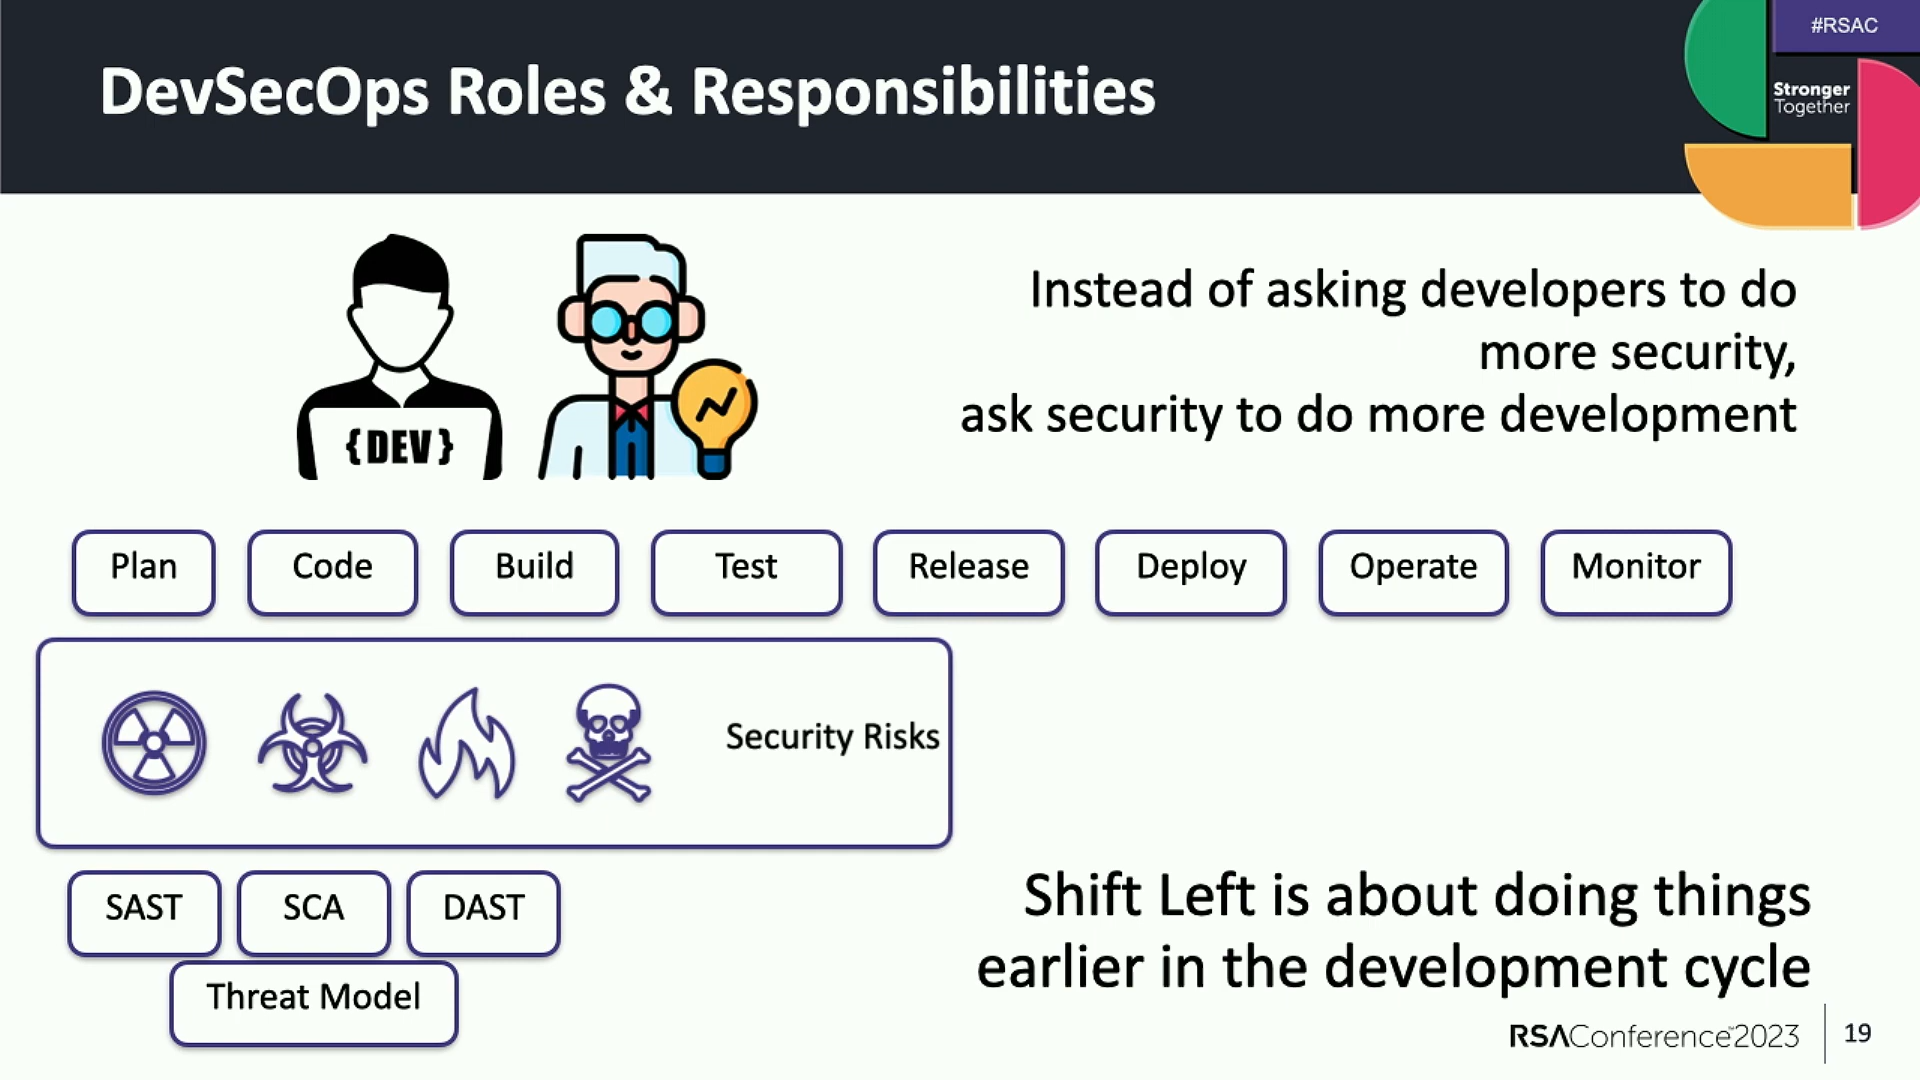 #RSAC
DevSecOps Roles & Responsibilities
Stronger
Together
{DEV}
Instead of asking developers to do
more security,
ask security to do more development
Plan
Code
Build
Test
Release
Deploy
Operate
Monitor
Security Risks
SAST
SCA
DAST
Threat Model
Shift Left is about doing things
earlier in the development cycle
RSAConference™2023
19